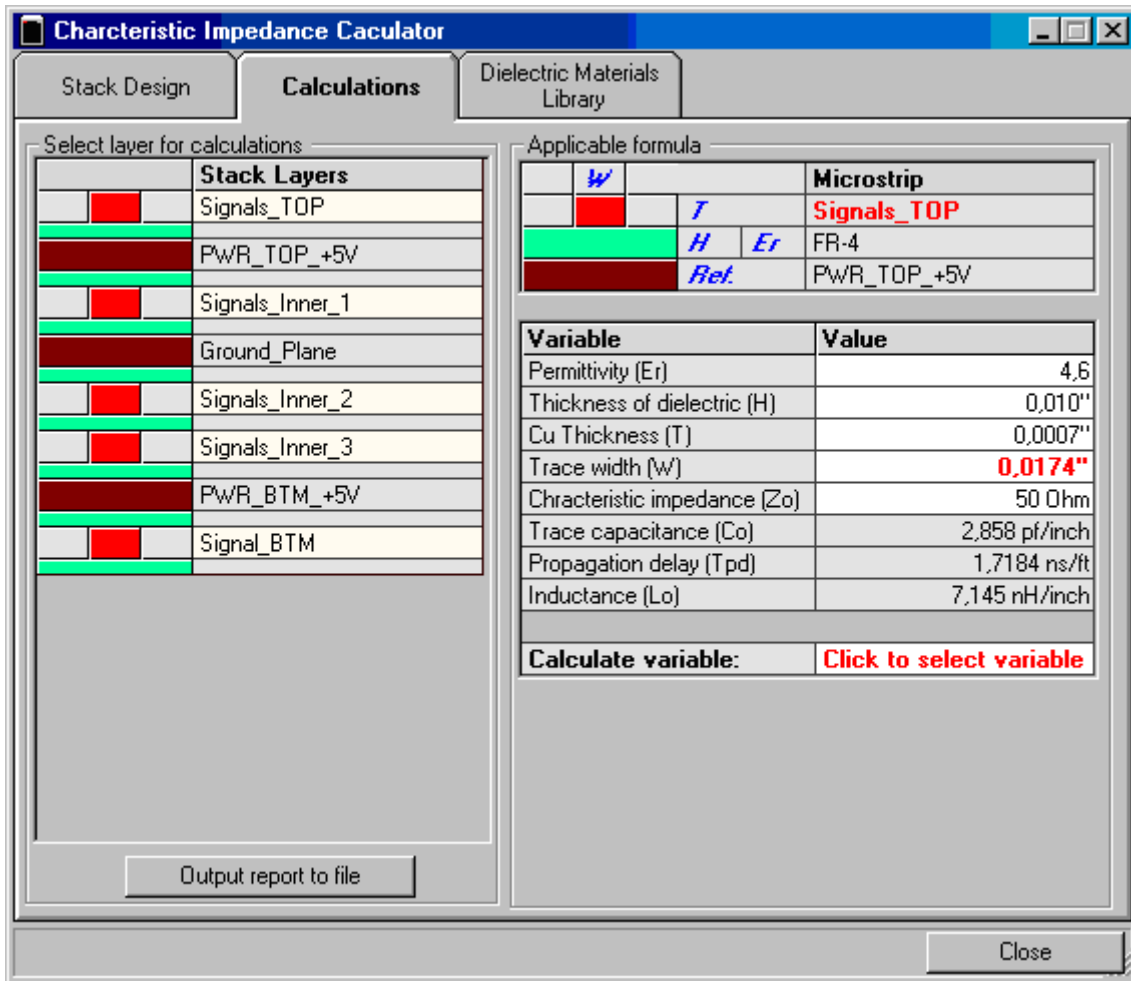 Charcteristic Impedance Caculator
Stack Design
Calculations
Dielectric Materials
Library
Select layer for calculations
Stack Layers
Signals_TOP
PWR_TOP_+5V
Signals_Inner_1
Ground_Plane
Signals_Inner_2
Signals_Inner_3
PWR_BTM_+5V
Signal_BTM
Output report to file
Applicable formula
W Microstrip
T Signals_TOP
H Er FR-4
Ref. PWR_TOP_+5V
Variable Value
Permittivity (Er) 4,6
Thickness of dielectric (H) 0,010"
Cu Thickness (T) 0,0007"
Trace width (W) 0,0174"
Chracteristic impedance (Zo) 50 Ohm
Trace capacitance (Co) 2,858 pf/inch
Propagation delay (Tpd) 1,7184 ns/ft
Inductance (Lo) 7,145 nH/inch
Calculate variable: Click to select variable
Close